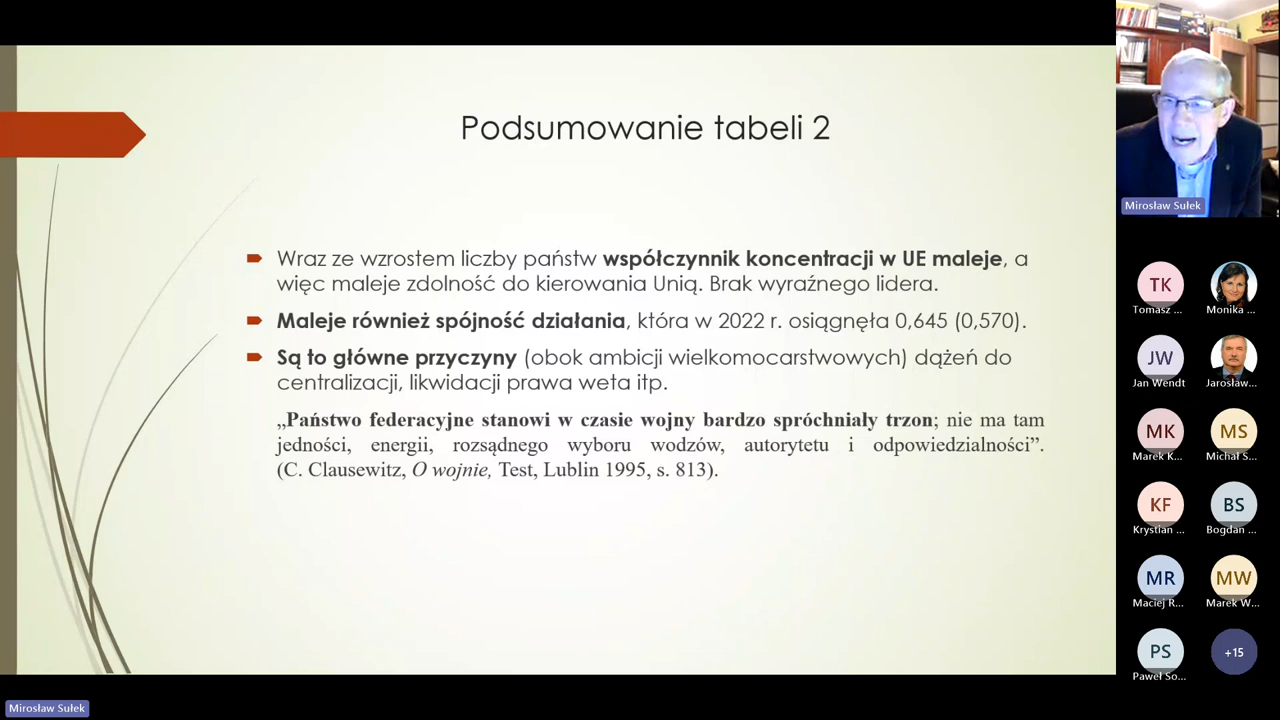 Podsumowanie tabeli 2
Wraz ze wzrostem liczby państw współczynnik koncentracji w UE maleje, a
więc maleje zdolność do kierowania Unią. Brak wyraźnego lidera.
Maleje również spójność działania, która w 2022 r. osiągnęła 0,645 (0,570).
Są to główne przyczyny (obok ambicji wielkomocarstwowych) dążeń do
centralizacji, likwidacji prawa weta itp.
„Państwo federacyjne stanowi w czasie wojny bardzo spróchniały trzon; nie ma tam
jedności, energii, rozsądnego wyboru wodzów, autorytetu i odpowiedzialności”.
(C. Clausewitz, O wojnie, Test, Lublin 1995, s. 813).
Mirosław Sułek
TK
Tomasz ...
Monika ...
JW
Jan Wendt
Jarosław...
MK
Marek K...
MS
Michał S...
KF
Krystian ...
BS
Bogdan ...
MR
Maciej R...
MW
Marek W...
PS
Paweł So...
+15
Mirosław Sułek